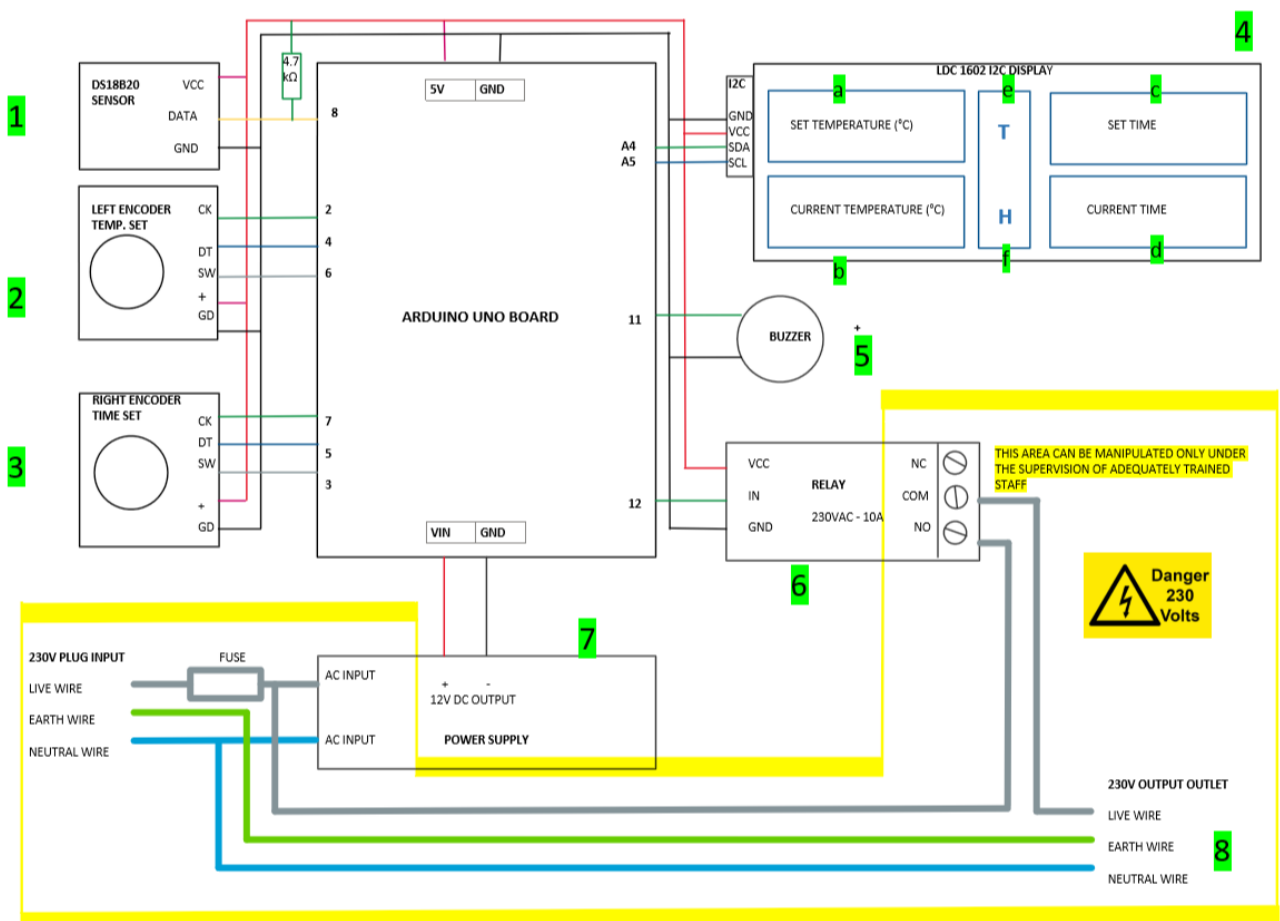 4
LDC 1602 I2C DISPLAY
4.7
kΩ
DS18B20
SENSOR
VCC
DATA
GND
1
5V
GND
8
I2C
GND
VCC
SDA
SCL
A4
A5
a
e
c
SET TEMPERATURE (°C)
T
SET TIME
CURRENT TEMPERATURE (°C)
H
CURRENT TIME
b
f
d
LEFT ENCODER
TEMP. SET
CK
DT
SW
+
GD
2
2
4
6
ARDUINO UNO BOARD
11
BUZZER
+
5
RIGHT ENCODER
TIME SET
CK
DT
SW
+
GD
3
7
5
3
12
VIN
GND
VCC
IN
GND
RELAY
230VAC - 10A
NC
COM
NO
6
THIS AREA CAN BE MANIPULATED ONLY UNDER
THE SUPERVISION OF ADEQUATELY TRAINED
STAFF
Danger
230
Volts
7
230V PLUG INPUT
FUSE
LIVE WIRE
EARTH WIRE
NEUTRAL WIRE
AC INPUT
+
-
12V DC OUTPUT
AC INPUT
POWER SUPPLY
230V OUTPUT OUTLET
LIVE WIRE
EARTH WIRE
NEUTRAL WIRE
8